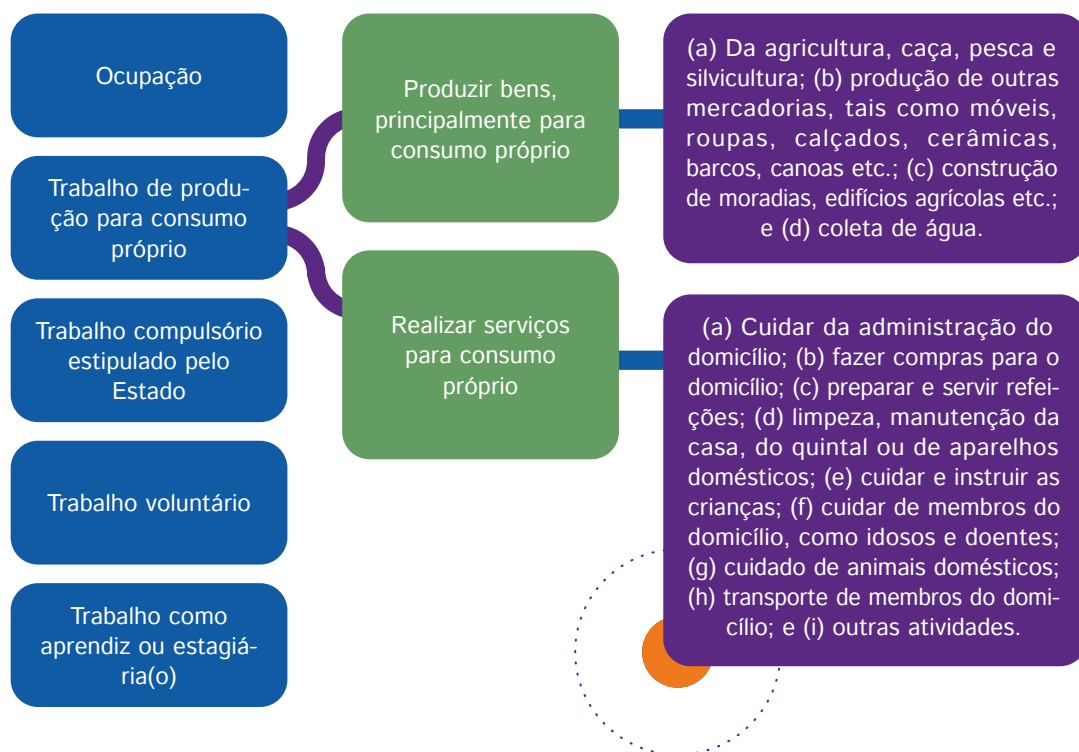 Ocupação
Trabalho de produ-
ção para consumo
próprio
Trabalho compulsório
estipulado pelo
Estado
Trabalho voluntário
Trabalho como
aprendiz ou estagiá-
ria(o)
Produzir bens,
principalmente para
consumo próprio
Realizar serviços
para consumo
próprio
(a) Da agricultura, caça, pesca e
silvicultura; (b) produção de outras
mercadorias, tais como móveis,
roupas, calçados, cerâmicas,
barcos, canoas etc.; (c) construção
de moradias, edifícios agrícolas etc.;
e (d) coleta de água.
(a) Cuidar da administração do
domicílio; (b) fazer compras para o
domicílio; (c) preparar e servir refei-
ções; (d) limpeza, manutenção da
casa, do quintal ou de aparelhos
domésticos; (e) cuidar e instruir as
crianças; (f) cuidar de membros do
domicílio, como idosos e doentes;
(g) cuidado de animais domésticos;
(h) transporte de membros do domi-
cílio; e (i) outras atividades.